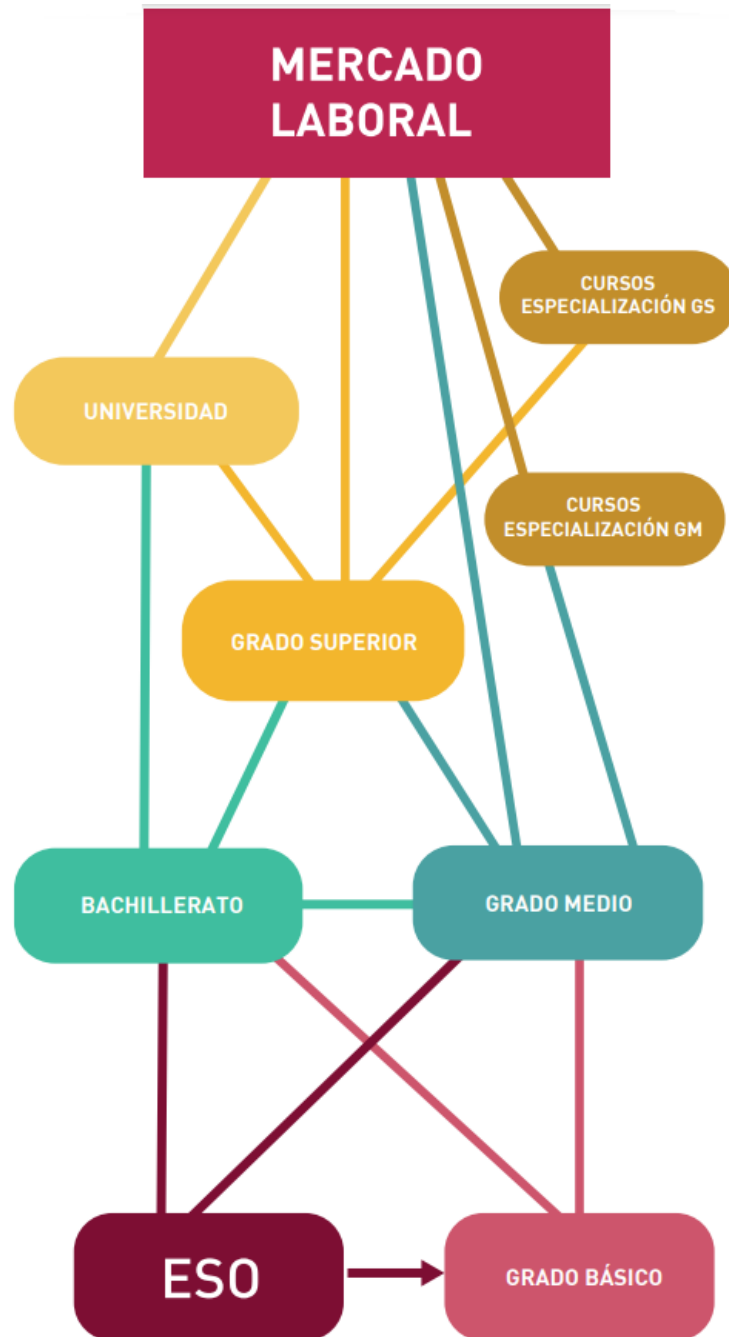 MERCADO
LABORAL
CURSOS
ESPECIALIZACIÓN GS
UNIVERSIDAD
CURSOS
ESPECIALIZACIÓN GM
GRADO SUPERIOR
BACHILLERATO
GRADO MEDIO
ESO
GRADO BÁSICO